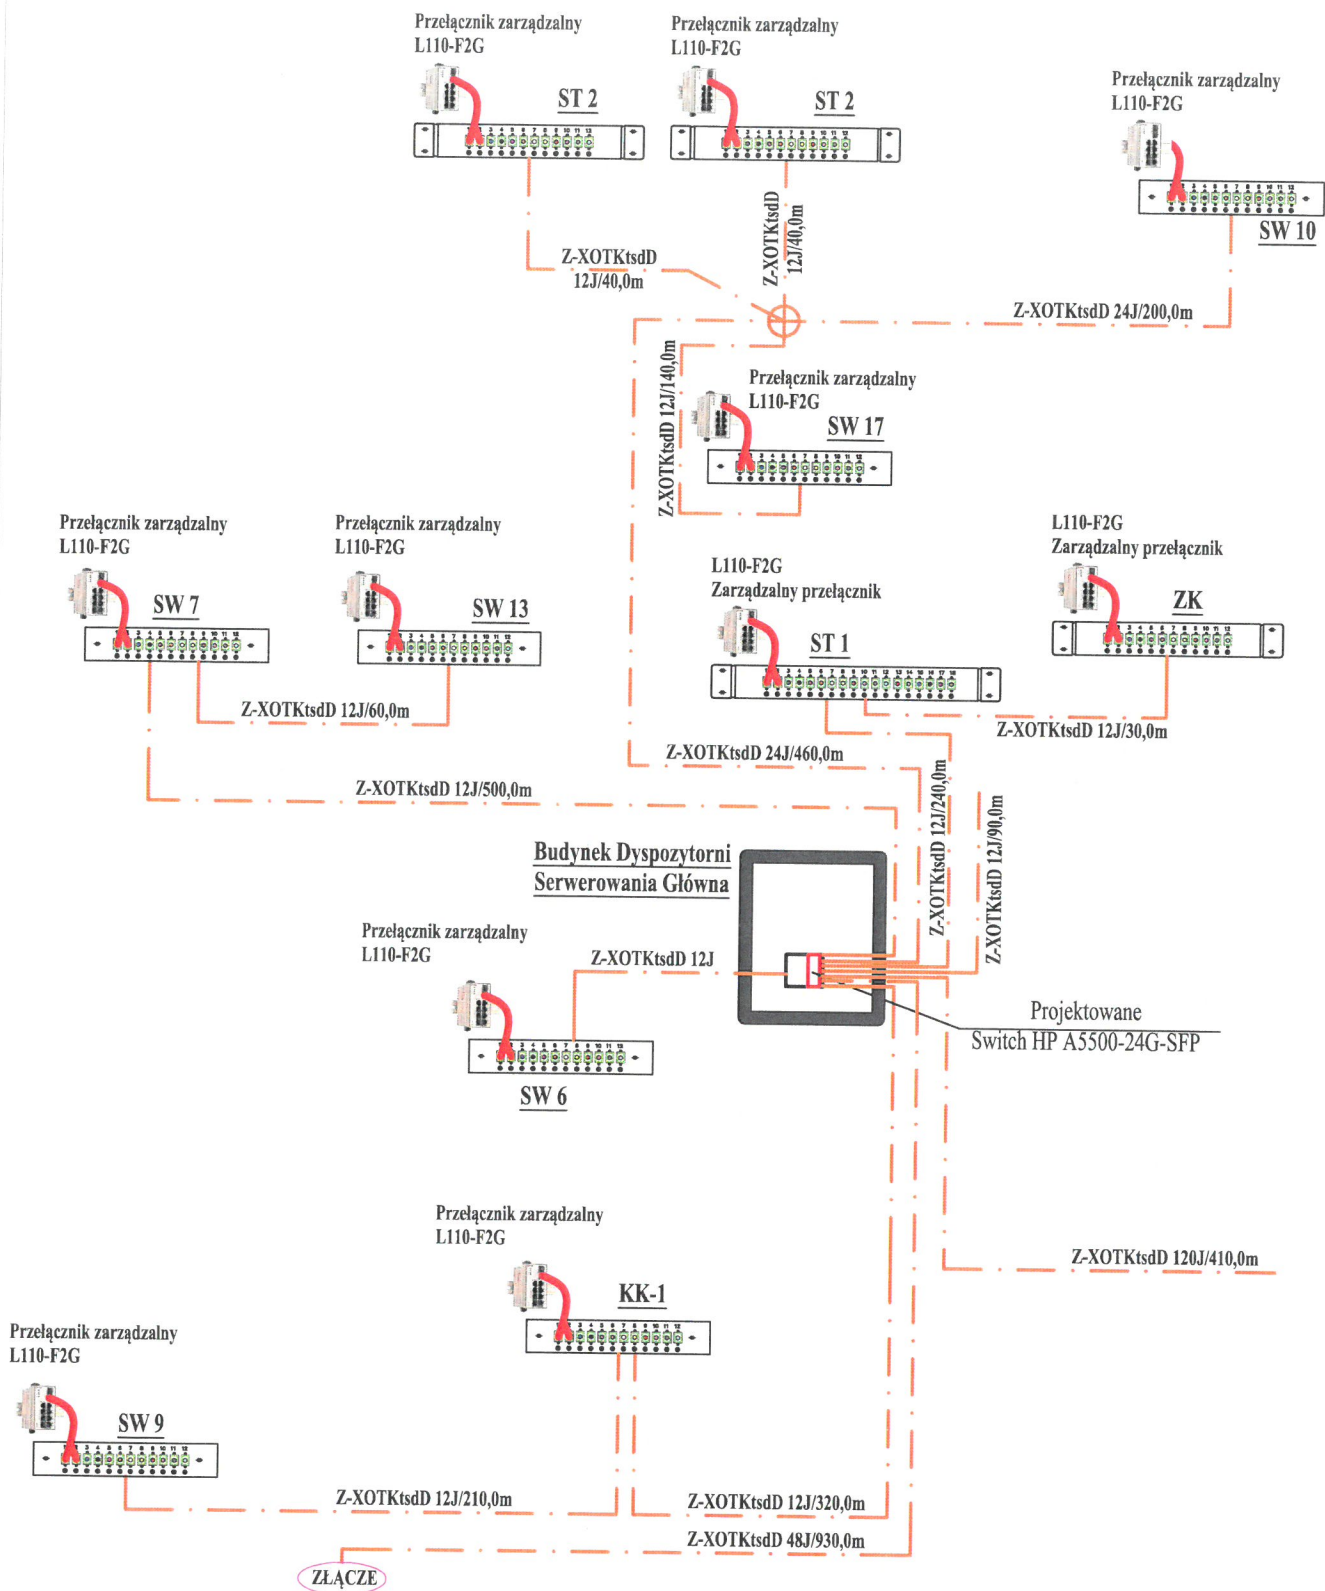 Przełącznik zarządzalny
L110-F2G
ST 2
Przełącznik zarządzalny
L110-F2G
ST 2
Przełącznik zarządzalny
L110-F2G
SW 10
Z-XOTKtsdD
12J/40,0m
Z-XOTKtsdD
12J/40,0m
Z-XOTKtsdD 24J/200,0m
Z-XOTKtsdD 12J/140,0m
Przełącznik zarządzalny
L110-F2G
SW 17
Przełącznik zarządzalny
L110-F2G
SW 7
Przełącznik zarządzalny
L110-F2G
SW 13
L110-F2G
Zarządzalny przełącznik
ST 1
L110-F2G
Zarządzalny przełącznik
ZK
Z-XOTKtsdD 12J/60,0m
Z-XOTKtsdD 12J/30,0m
Z-XOTKtsdD 24J/460,0m
Z-XOTKtsdD 12J/500,0m
Z-XOTKtsdD 12J/240,0m
Z-XOTKtsdD 12J/90,0m
Budynek Dyspozytorni
Serwerowania Główna
Przełącznik zarządzalny
L110-F2G
Z-XOTKtsdD 12J
SW 6
Projektowane
Switch HP A5500-24G-SFP
Przełącznik zarządzalny
L110-F2G
KK-1
Z-XOTKtsdD 120J/410,0m
Przełącznik zarządzalny
L110-F2G
SW 9
Z-XOTKtsdD 12J/210,0m
Z-XOTKtsdD 12J/320,0m
Z-XOTKtsdD 48J/930,0m
ZŁĄCZE